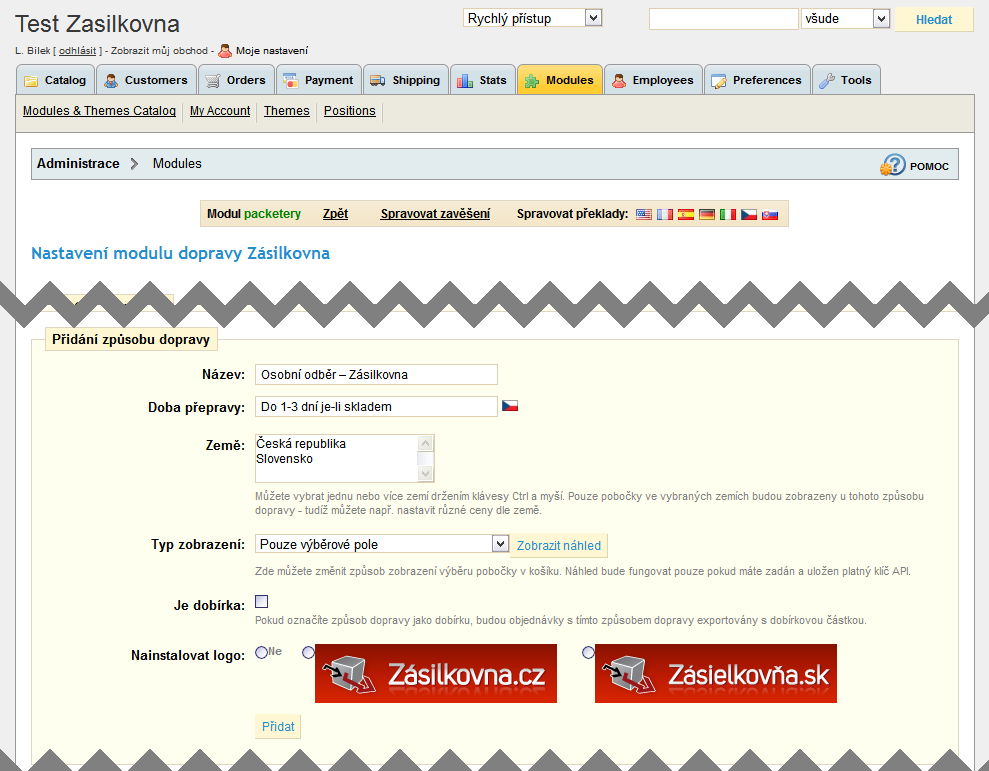 Test Zasilkovna
Rychlý přístup
všude
Hledat
L. Bilek [ odhlásit ] - Zobrazit můj obchod - Moje nastavení
Catalog Customers Orders Payment Shipping Stats Modules Employees Preferences Tools
Modules & Themes Catalog My Account Themes Positions
Administrace Modules POMOC
Modul packetery Zpět Spravovat zavěšení Spravovat překlady:
Nastavení modulu dopravy Zásilkovna
Přidání způsobu dopravy
Název: Osobní odběr – Zásilkovna
Doba přepravy: Do 1-3 dní je-li skladem
Země: Česká republika
Slovensko
Můžete vybrat jednu nebo více zemí držením klávesy Ctrl a myší. Pouze pobočky ve vybraných zemích budou zobrazeny u tohoto způsobu
dopravy - tudíž můžete např. nastavit různé ceny dle země.
Typ zobrazení: Pouze výběrové pole Zobrazit náhled
Zde můžete změnit způsob zobrazení výběru pobočky v košíku. Náhled bude fungovat pouze pokud máte zadán a uložen platný klíč API.
Je dobírka:
Pokud označíte způsob dopravy jako dobírku, budou objednávky s tímto způsobem dopravy exportovány s dobírkovou částkou.
Nainstalovat logo: Ne Zásilkovna.cz Zásielkovňa.sk
Přidat